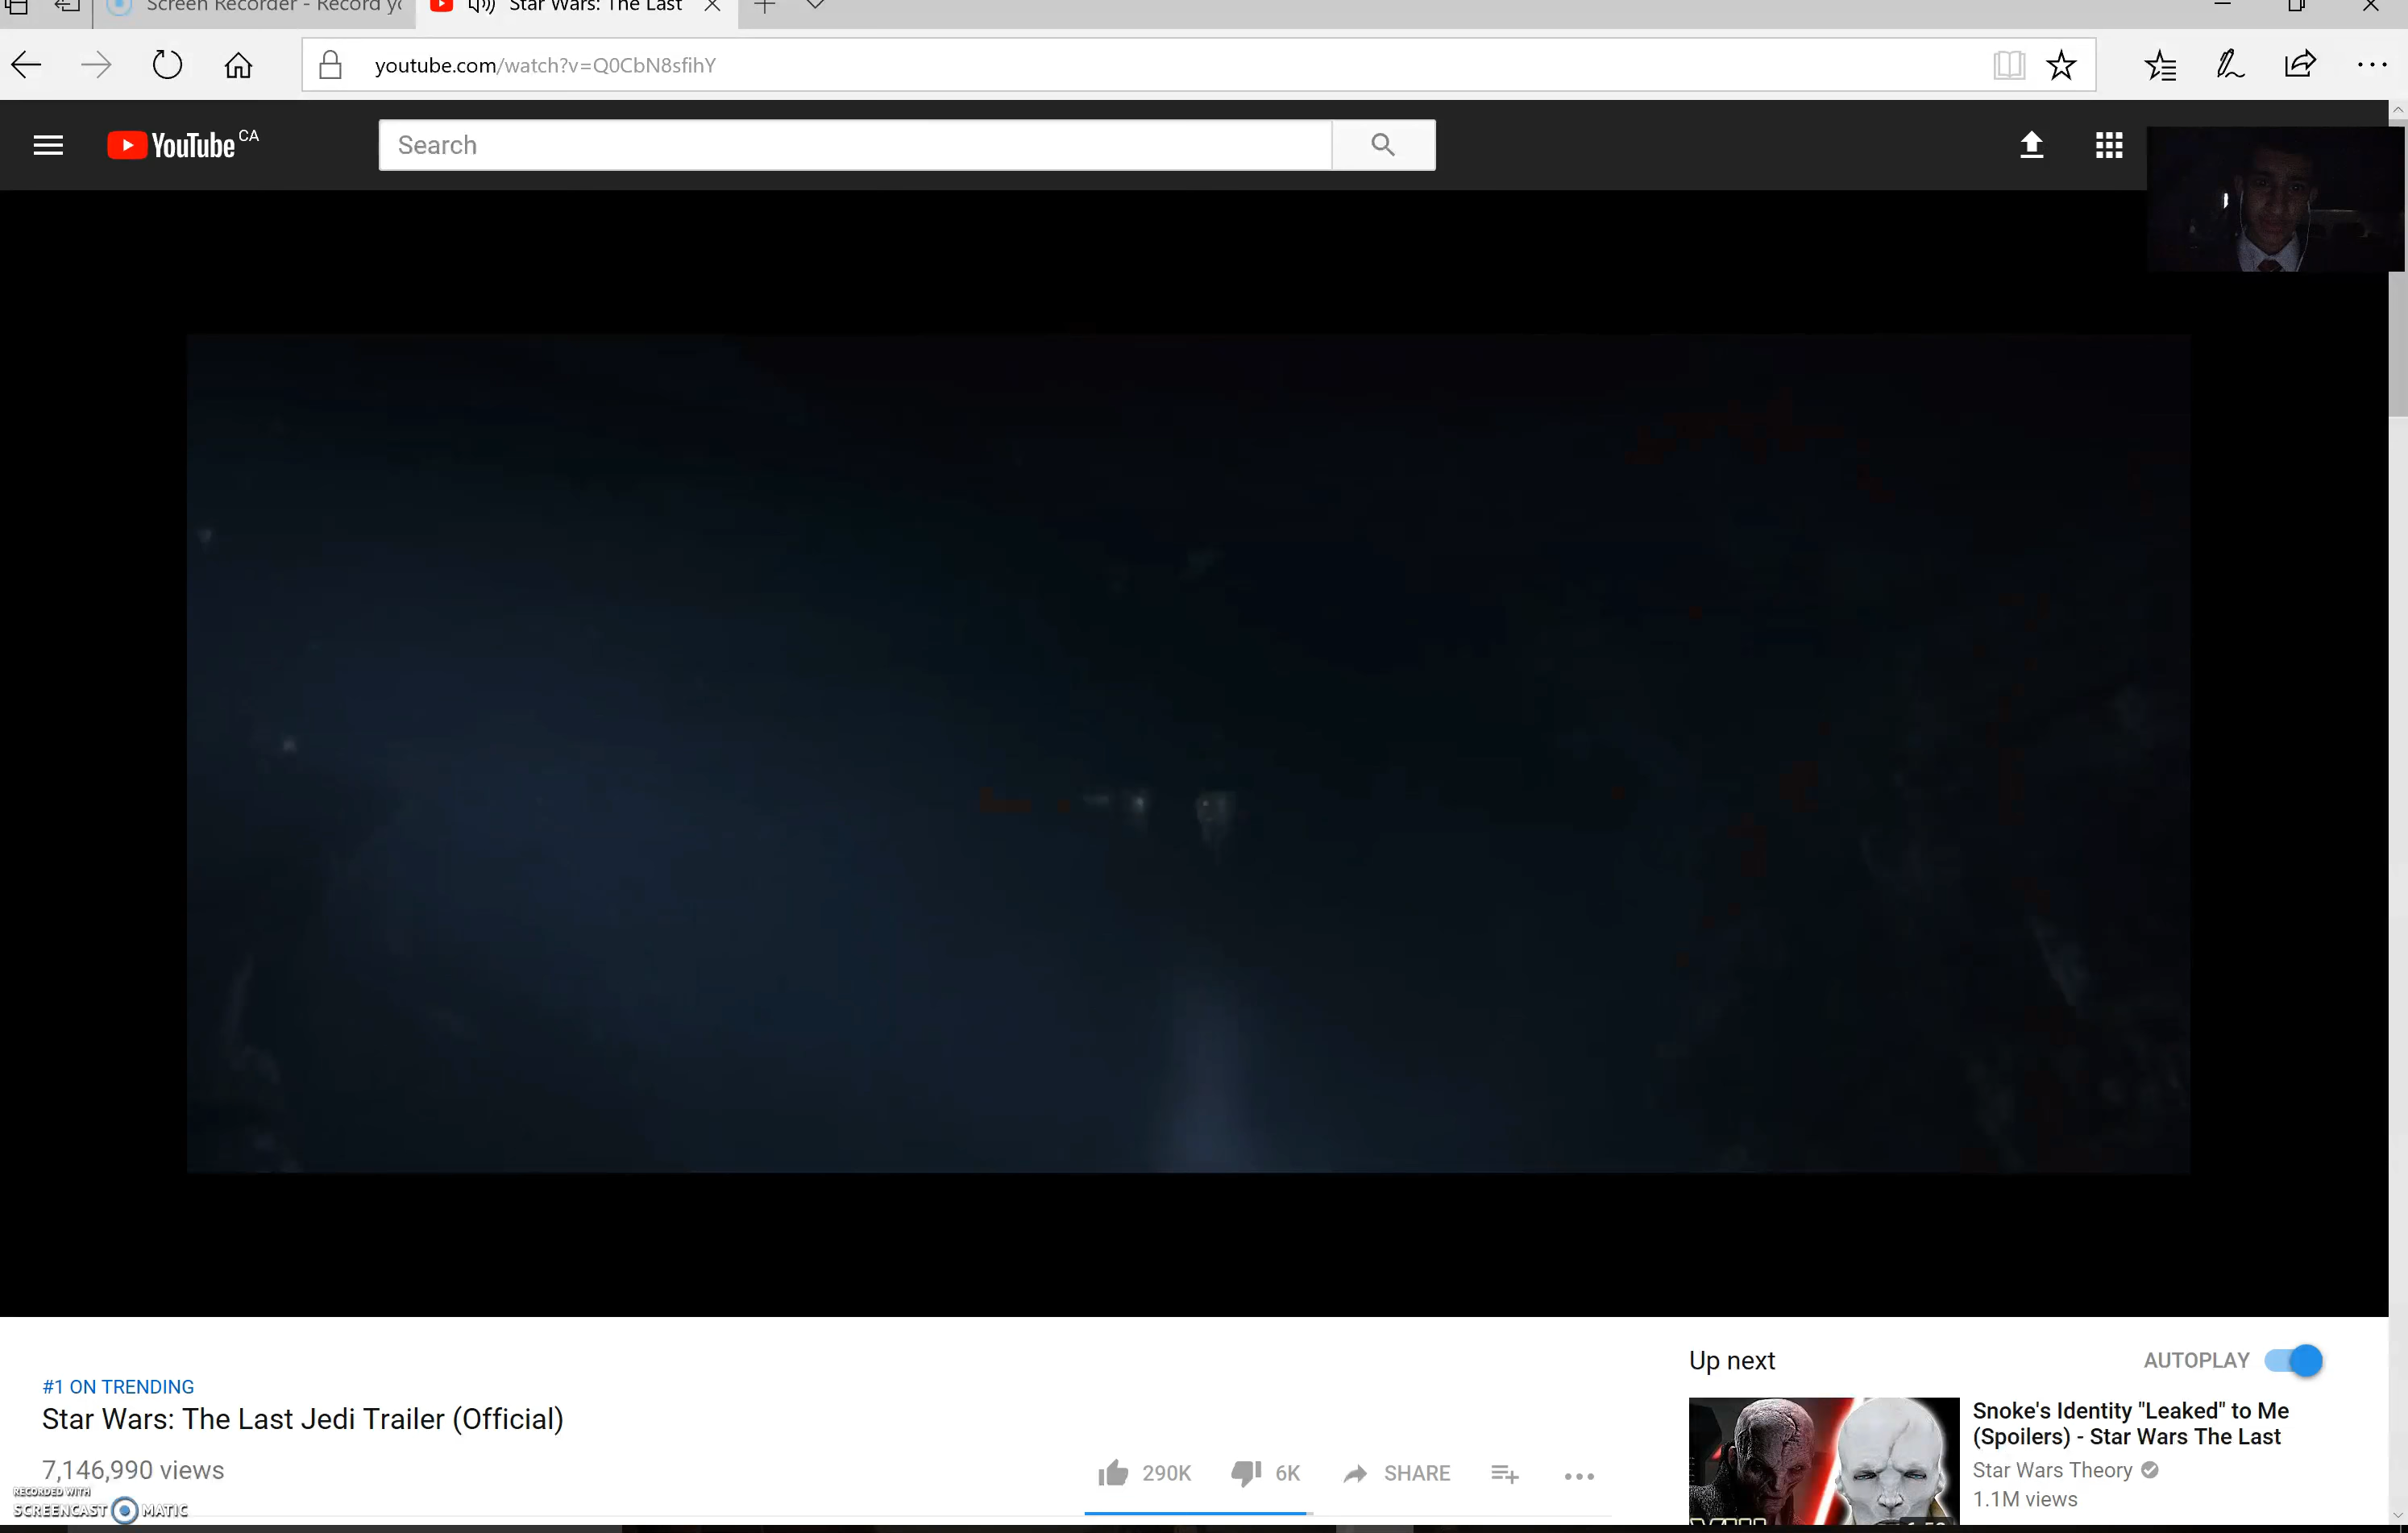 Screen Recorder - Record yo
Star Wars: The Last
youtube.com/watch?v=Q0CbN8sfihY
YouTube CA
Search
#1 ON TRENDING
Star Wars: The Last Jedi Trailer (Official)
7,146,990 views
290K
6K
SHARE
Up next
AUTOPLAY
Snoke's Identity "Leaked" to Me
(Spoilers) - Star Wars The Last
Star Wars Theory
1.1M views
RECORDED WITH
SCREENCAST MATIC